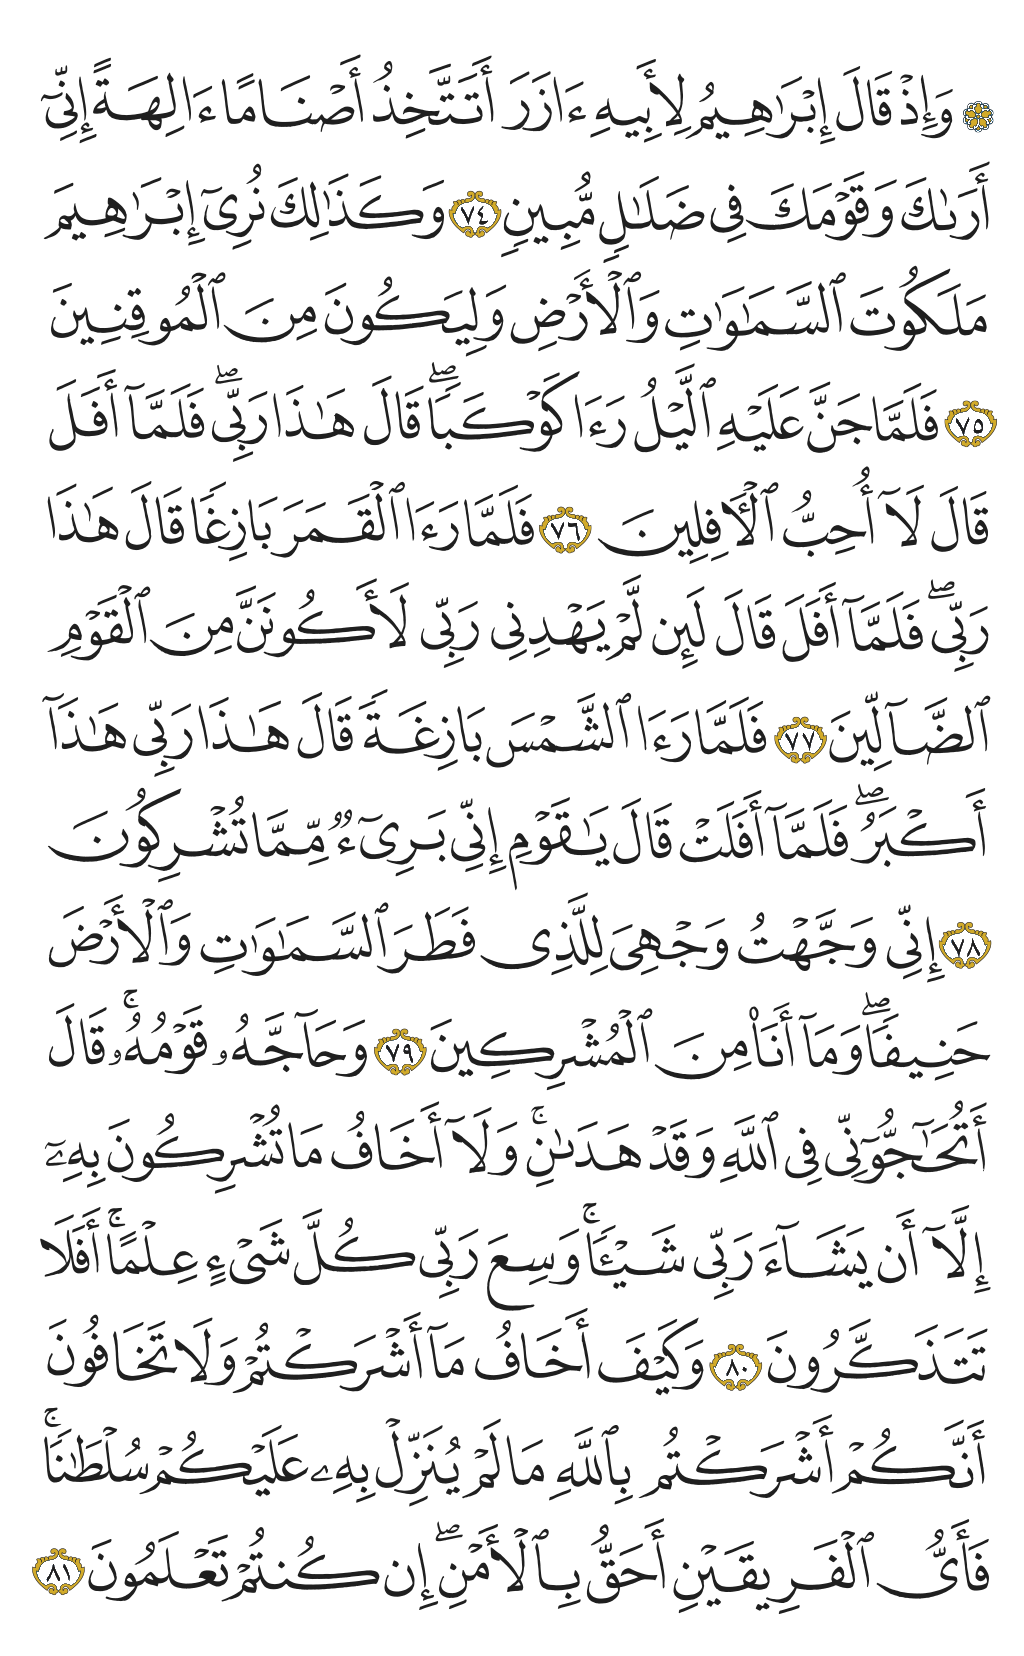 ۞ وَإِذْ قَالَ إِبْرَٰهِيمُ لِأَبِيهِ ءَازَرَ أَتَتَّخِذُ أَصْنَامًا ءَالِهَةً إِنِّىٓ
أَرَىٰكَ وَقَوْمَكَ فِى ضَلَٰلٍ مُّبِينٍ ٧٤ وَكَذَٰلِكَ نُرِىٓ إِبْرَٰهِيمَ
مَلَكُوتَ ٱلسَّمَٰوَٰتِ وَٱلْأَرْضِ وَلِيَكُونَ مِنَ ٱلْمُوقِنِينَ
٧٥ فَلَمَّا جَنَّ عَلَيْهِ ٱلَّيْلُ رَءَا كَوْكَبًا ۖ قَالَ هَٰذَا رَبِّى ۖ فَلَمَّآ أَفَلَ
قَالَ لَآ أُحِبُّ ٱلْءَافِلِينَ ٧٦ فَلَمَّا رَءَا ٱلْقَمَرَ بَازِغًا قَالَ هَٰذَا
رَبِّى ۖ فَلَمَّآ أَفَلَ قَالَ لَئِن لَّمْ يَهْدِنِى رَبِّى لَأَكُونَنَّ مِنَ ٱلْقَوْمِ
ٱلضَّآلِّينَ ٧٧ فَلَمَّا رَءَا ٱلشَّمْسَ بَازِغَةً قَالَ هَٰذَا رَبِّى هَٰذَآ
أَكْبَرُ ۖ فَلَمَّآ أَفَلَتْ قَالَ يَٰقَوْمِ إِنِّى بَرِىٓءٌ مِّمَّا تُشْرِكُونَ
٧٨ إِنِّى وَجَّهْتُ وَجْهِىَ لِلَّذِى فَطَرَ ٱلسَّمَٰوَٰتِ وَٱلْأَرْضَ
حَنِيفًا ۖ وَمَآ أَنَا۠ مِنَ ٱلْمُشْرِكِينَ ٧٩ وَحَآجَّهُۥ قَوْمُهُۥ ۚ قَالَ
أَتُحَٰٓجُّوٓنِّى فِى ٱللَّهِ وَقَدْ هَدَىٰنِ ۚ وَلَآ أَخَافُ مَا تُشْرِكُونَ بِهِۦٓ
إِلَّآ أَن يَشَآءَ رَبِّى شَيْـًٔا ۚ وَسِعَ رَبِّى كُلَّ شَىْءٍ عِلْمًا ۚ أَفَلَا
تَتَذَكَّرُونَ ٨٠ وَكَيْفَ أَخَافُ مَآ أَشْرَكْتُمْ وَلَا تَخَافُونَ
أَنَّكُمْ أَشْرَكْتُم بِٱللَّهِ مَا لَمْ يُنَزِّلْ بِهِۦ عَلَيْكُمْ سُلْطَٰنًا ۚ
فَأَىُّ ٱلْفَرِيقَيْنِ أَحَقُّ بِٱلْأَمْنِ ۖ إِن كُنتُمْ تَعْلَمُونَ ٨١